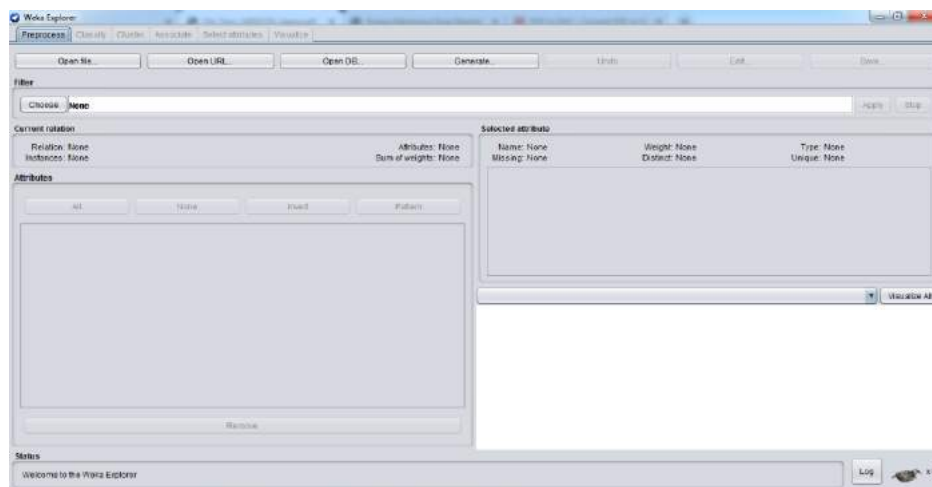 Weka Explorer
Preprocess Classify Cluster Associate Select attributes Visualize
Open file... Open URL... Open DB... Generate... Undo Edit... Save...
Filter
Choose None Apply Stop
Current relation
Relation: None Attributes: None
Instances: None Sum of weights: None
Selected attribute
Name: None Weight: None Type: None
Missing: None Distinct: None Unique: None
Attributes
All None Invert Pattern
Visualize All
Remove
Status
Welcome to the Weka Explorer
Log